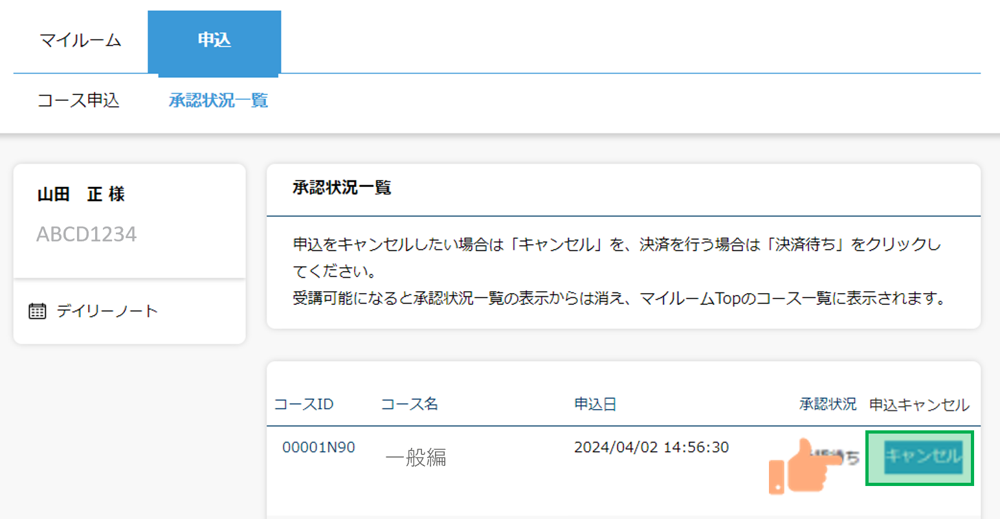 マイルーム
申込
コース申込
承認状況一覧
山田 正 様
ABCD1234
デイリーノート
承認状況一覧
申込をキャンセルしたい場合は「キャンセル」を、決済を行う場合は「決済待ち」をクリックし
てください。
受講可能になると承認状況一覧の表示からは消え、マイルームTopのコース一覧に表示されます。
コースID
コース名
申込日
承認状況
申込キャンセル
00001N90
一般編
2024/04/02 14:56:30
待ち
キャンセル